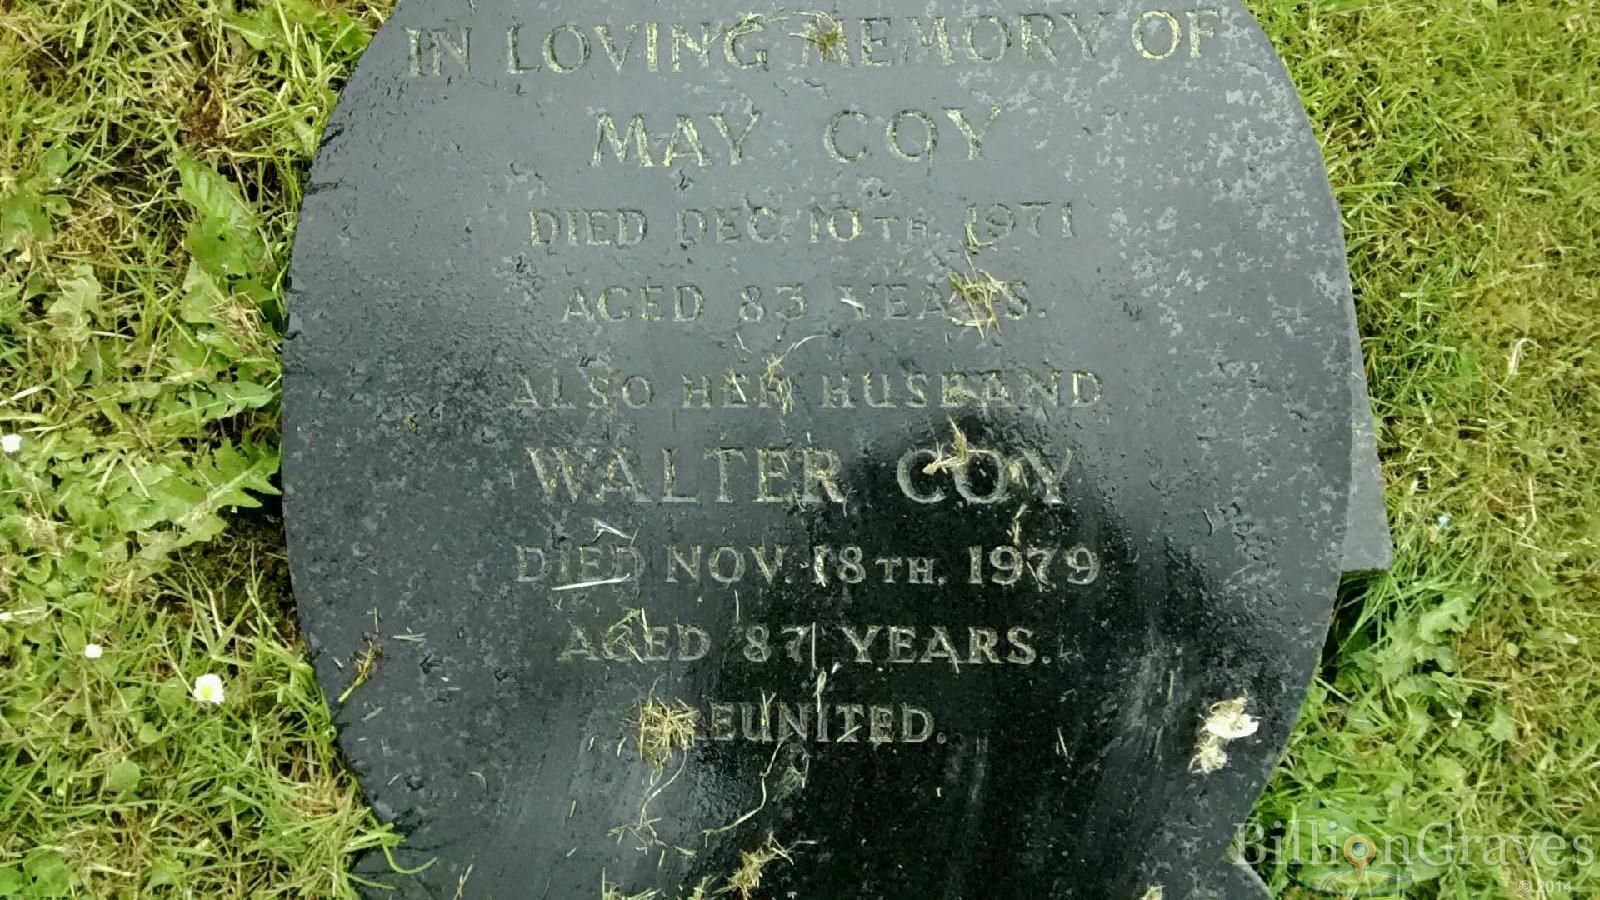 IN LOVING MEMORY OF
MAY COY
DIED DEC. 10TH. 1971
AGED 83 YEARS.
ALSO HER HUSBAND
WALTER COY
DIED NOV. 18TH. 1979
AGED 87 YEARS.
REUNITED.
BillionGraves
© 2014